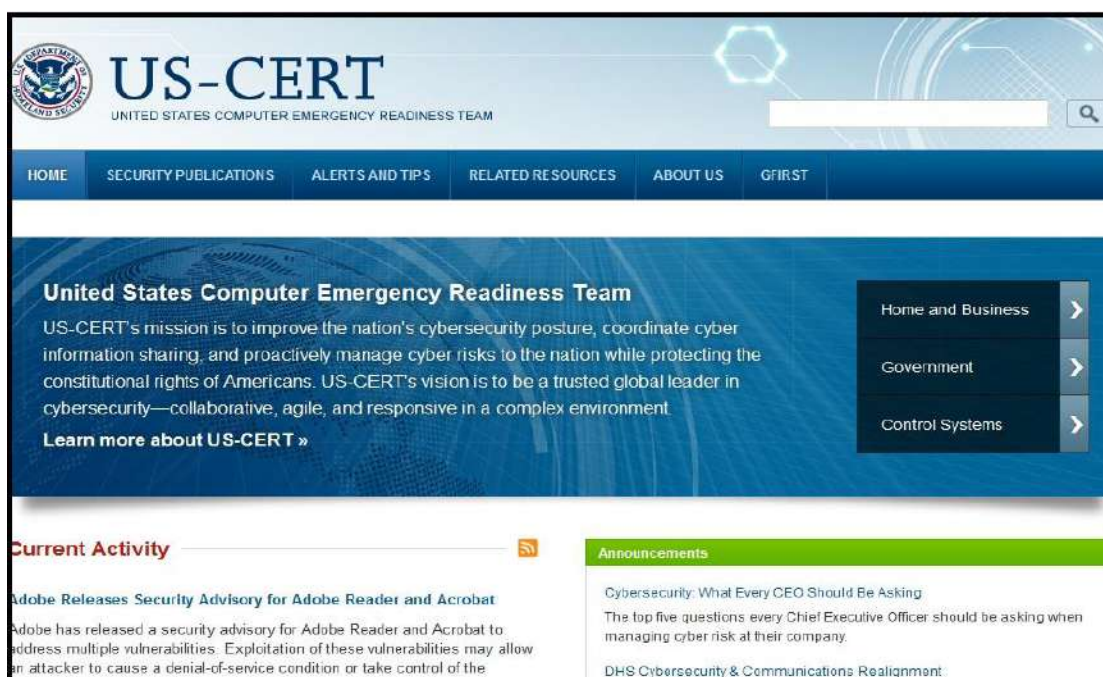 US-CERT
UNITED STATES COMPUTER EMERGENCY READINESS TEAM
HOME SECURITY PUBLICATIONS ALERTS AND TIPS RELATED RESOURCES ABOUT US GFIRST
United States Computer Emergency Readiness Team
US-CERT's mission is to improve the nation's cybersecurity posture, coordinate cyber
information sharing, and proactively manage cyber risks to the nation while protecting the
constitutional rights of Americans. US-CERT's vision is to be a trusted global leader in
cybersecurity—collaborative, agile, and responsive in a complex environment.
Learn more about US-CERT »
Home and Business
Government
Control Systems
Current Activity
Adobe Releases Security Advisory for Adobe Reader and Acrobat
Adobe has released a security advisory for Adobe Reader and Acrobat to
address multiple vulnerabilities. Exploitation of these vulnerabilities may allow
an attacker to cause a denial-of-service condition or take control of the
Announcements
Cybersecurity: What Every CEO Should Be Asking
The top five questions every Chief Executive Officer should be asking when
managing cyber risk at their company.
DHS Cybersecurity & Communications Realignment